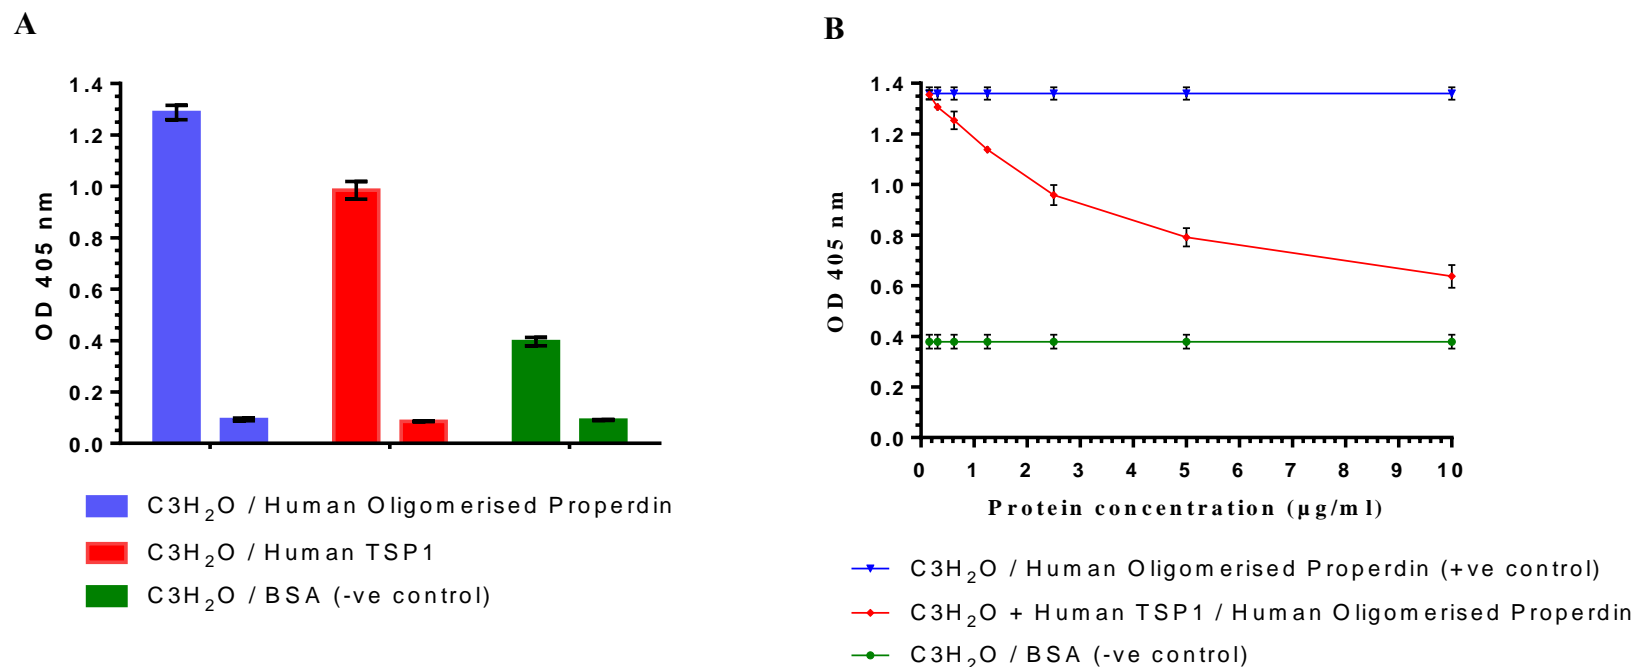 A
OD 405 nm
1.4
1.2
1.0
0.8
0.6
0.4
0.2
0.0
C3H₂O / Human Oligomerised Properdin
C3H₂O / Human TSP1
C3H₂O / BSA (-ve control)
B
OD 405 nm
1.4
1.2
1.0
0.8
0.6
0.4
0.2
0.0
0 1 2 3 4 5 6 7 8 9 10
Protein concentration (µg/ml)
C3H₂O / Human Oligomerised Properdin (+ve control)
C3H₂O + Human TSP1 / Human Oligomerised Properdin
C3H₂O / BSA (-ve control)